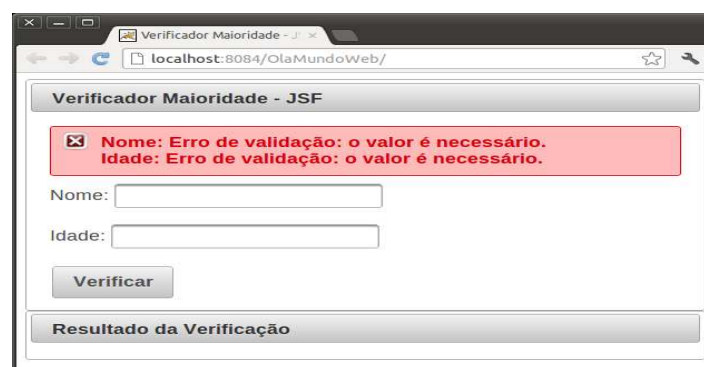 Verificador Maioridade - J
localhost:8084/OlaMundoWeb/
Verificador Maioridade - JSF
Nome: Erro de validação: o valor é necessário.
Idade: Erro de validação: o valor é necessário.
Nome:
Idade:
Verificar
Resultado da Verificação